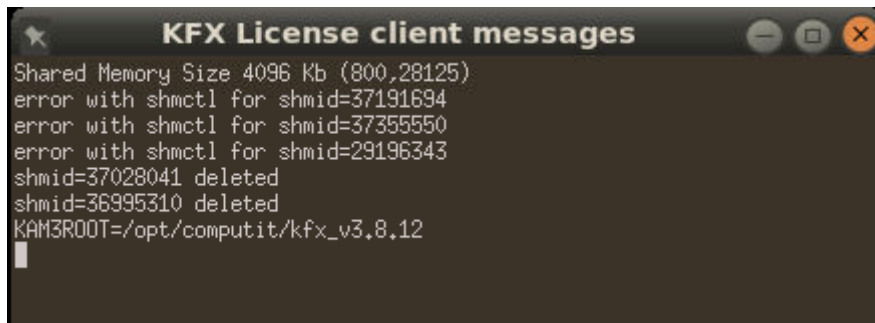 KFX License client messages
Shared Memory Size 4096 Kb (800,28125)
error with shmctl for shmid=37191694
error with shmctl for shmid=37355550
error with shmctl for shmid=29196343
shmid=37028041 deleted
shmid=36995310 deleted
KAM3ROOT=/opt/computit/kfx_v3.8.12